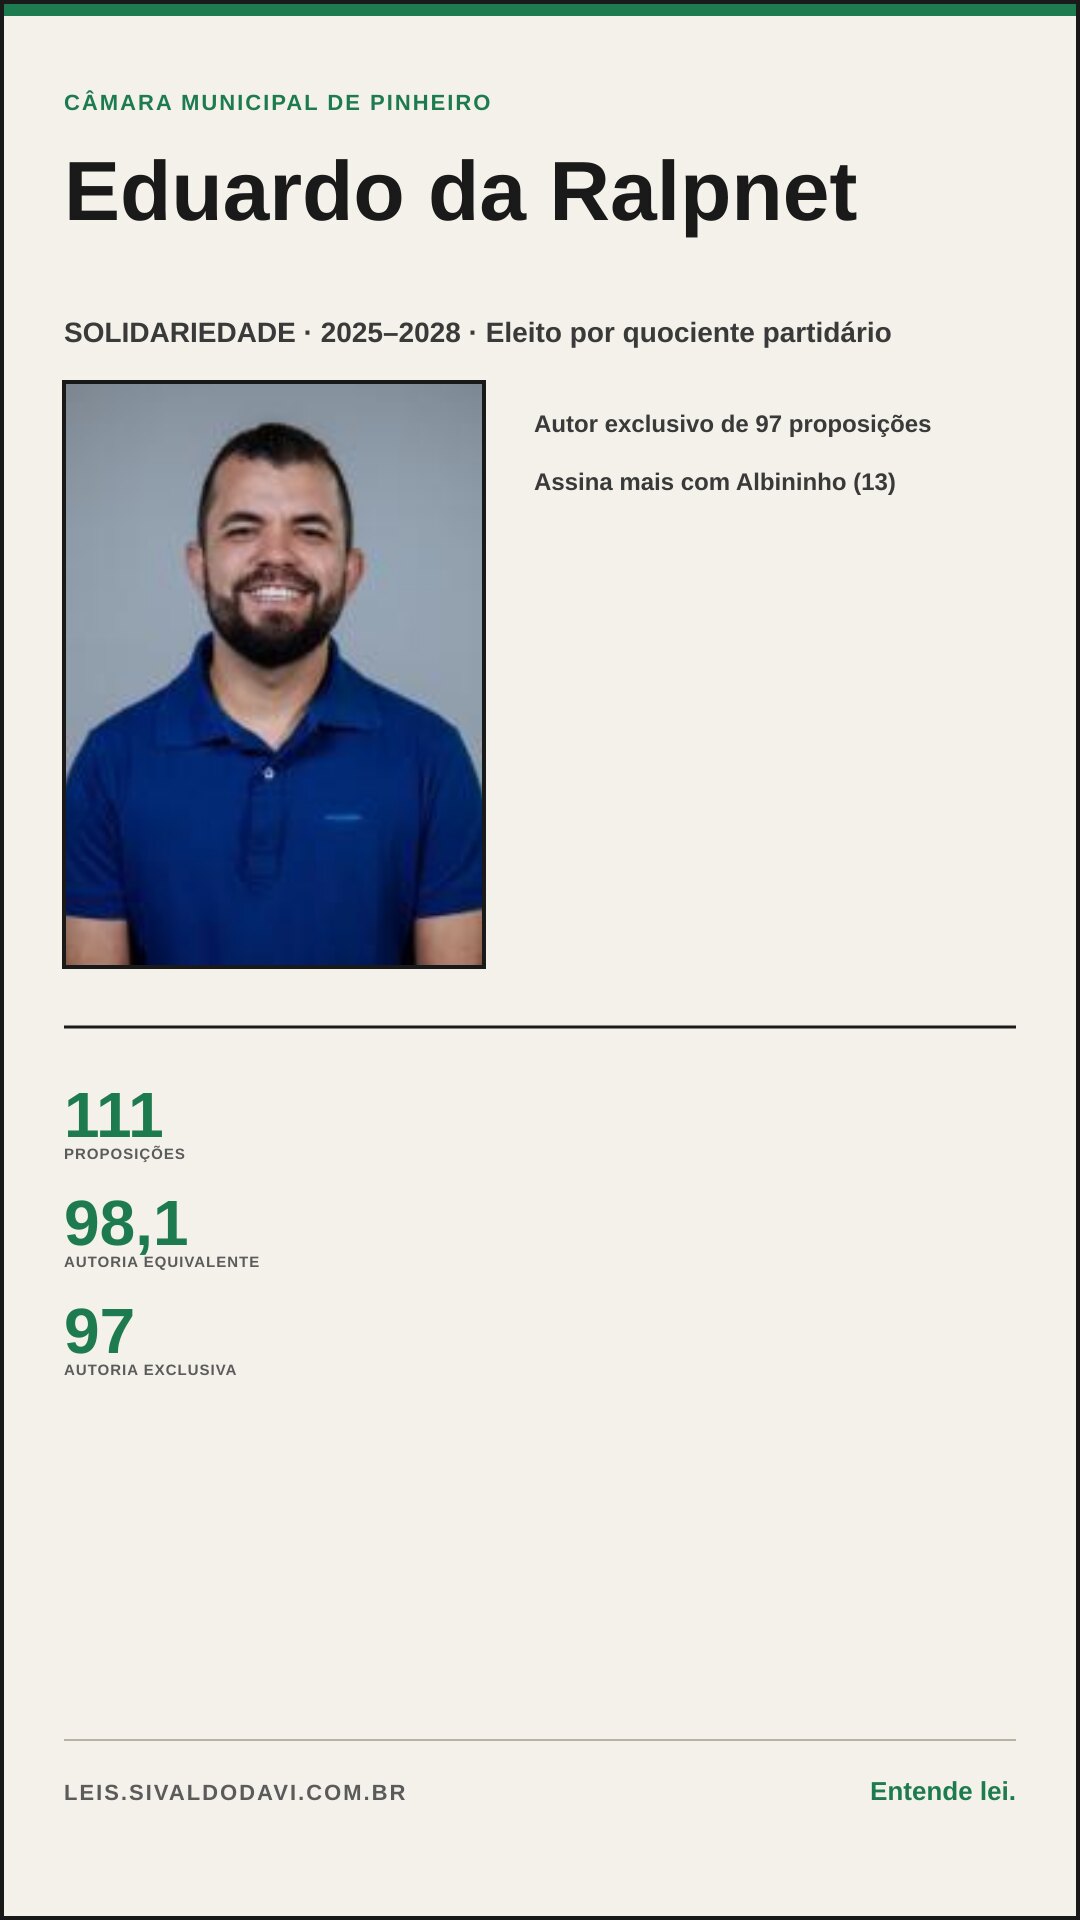 CÂMARA MUNICIPAL DE PINHEIRO
Eduardo da Ralpnet
SOLIDARIEDADE · 2025–2028 · Eleito por quociente partidário
Autor exclusivo de 97 proposições
Assina mais com Albininho (13)
111
PROPOSIÇÕES
98,1
AUTORIA EQUIVALENTE
97
AUTORIA EXCLUSIVA
LEIS.SIVALDODAVI.COM.BR
Entende lei.